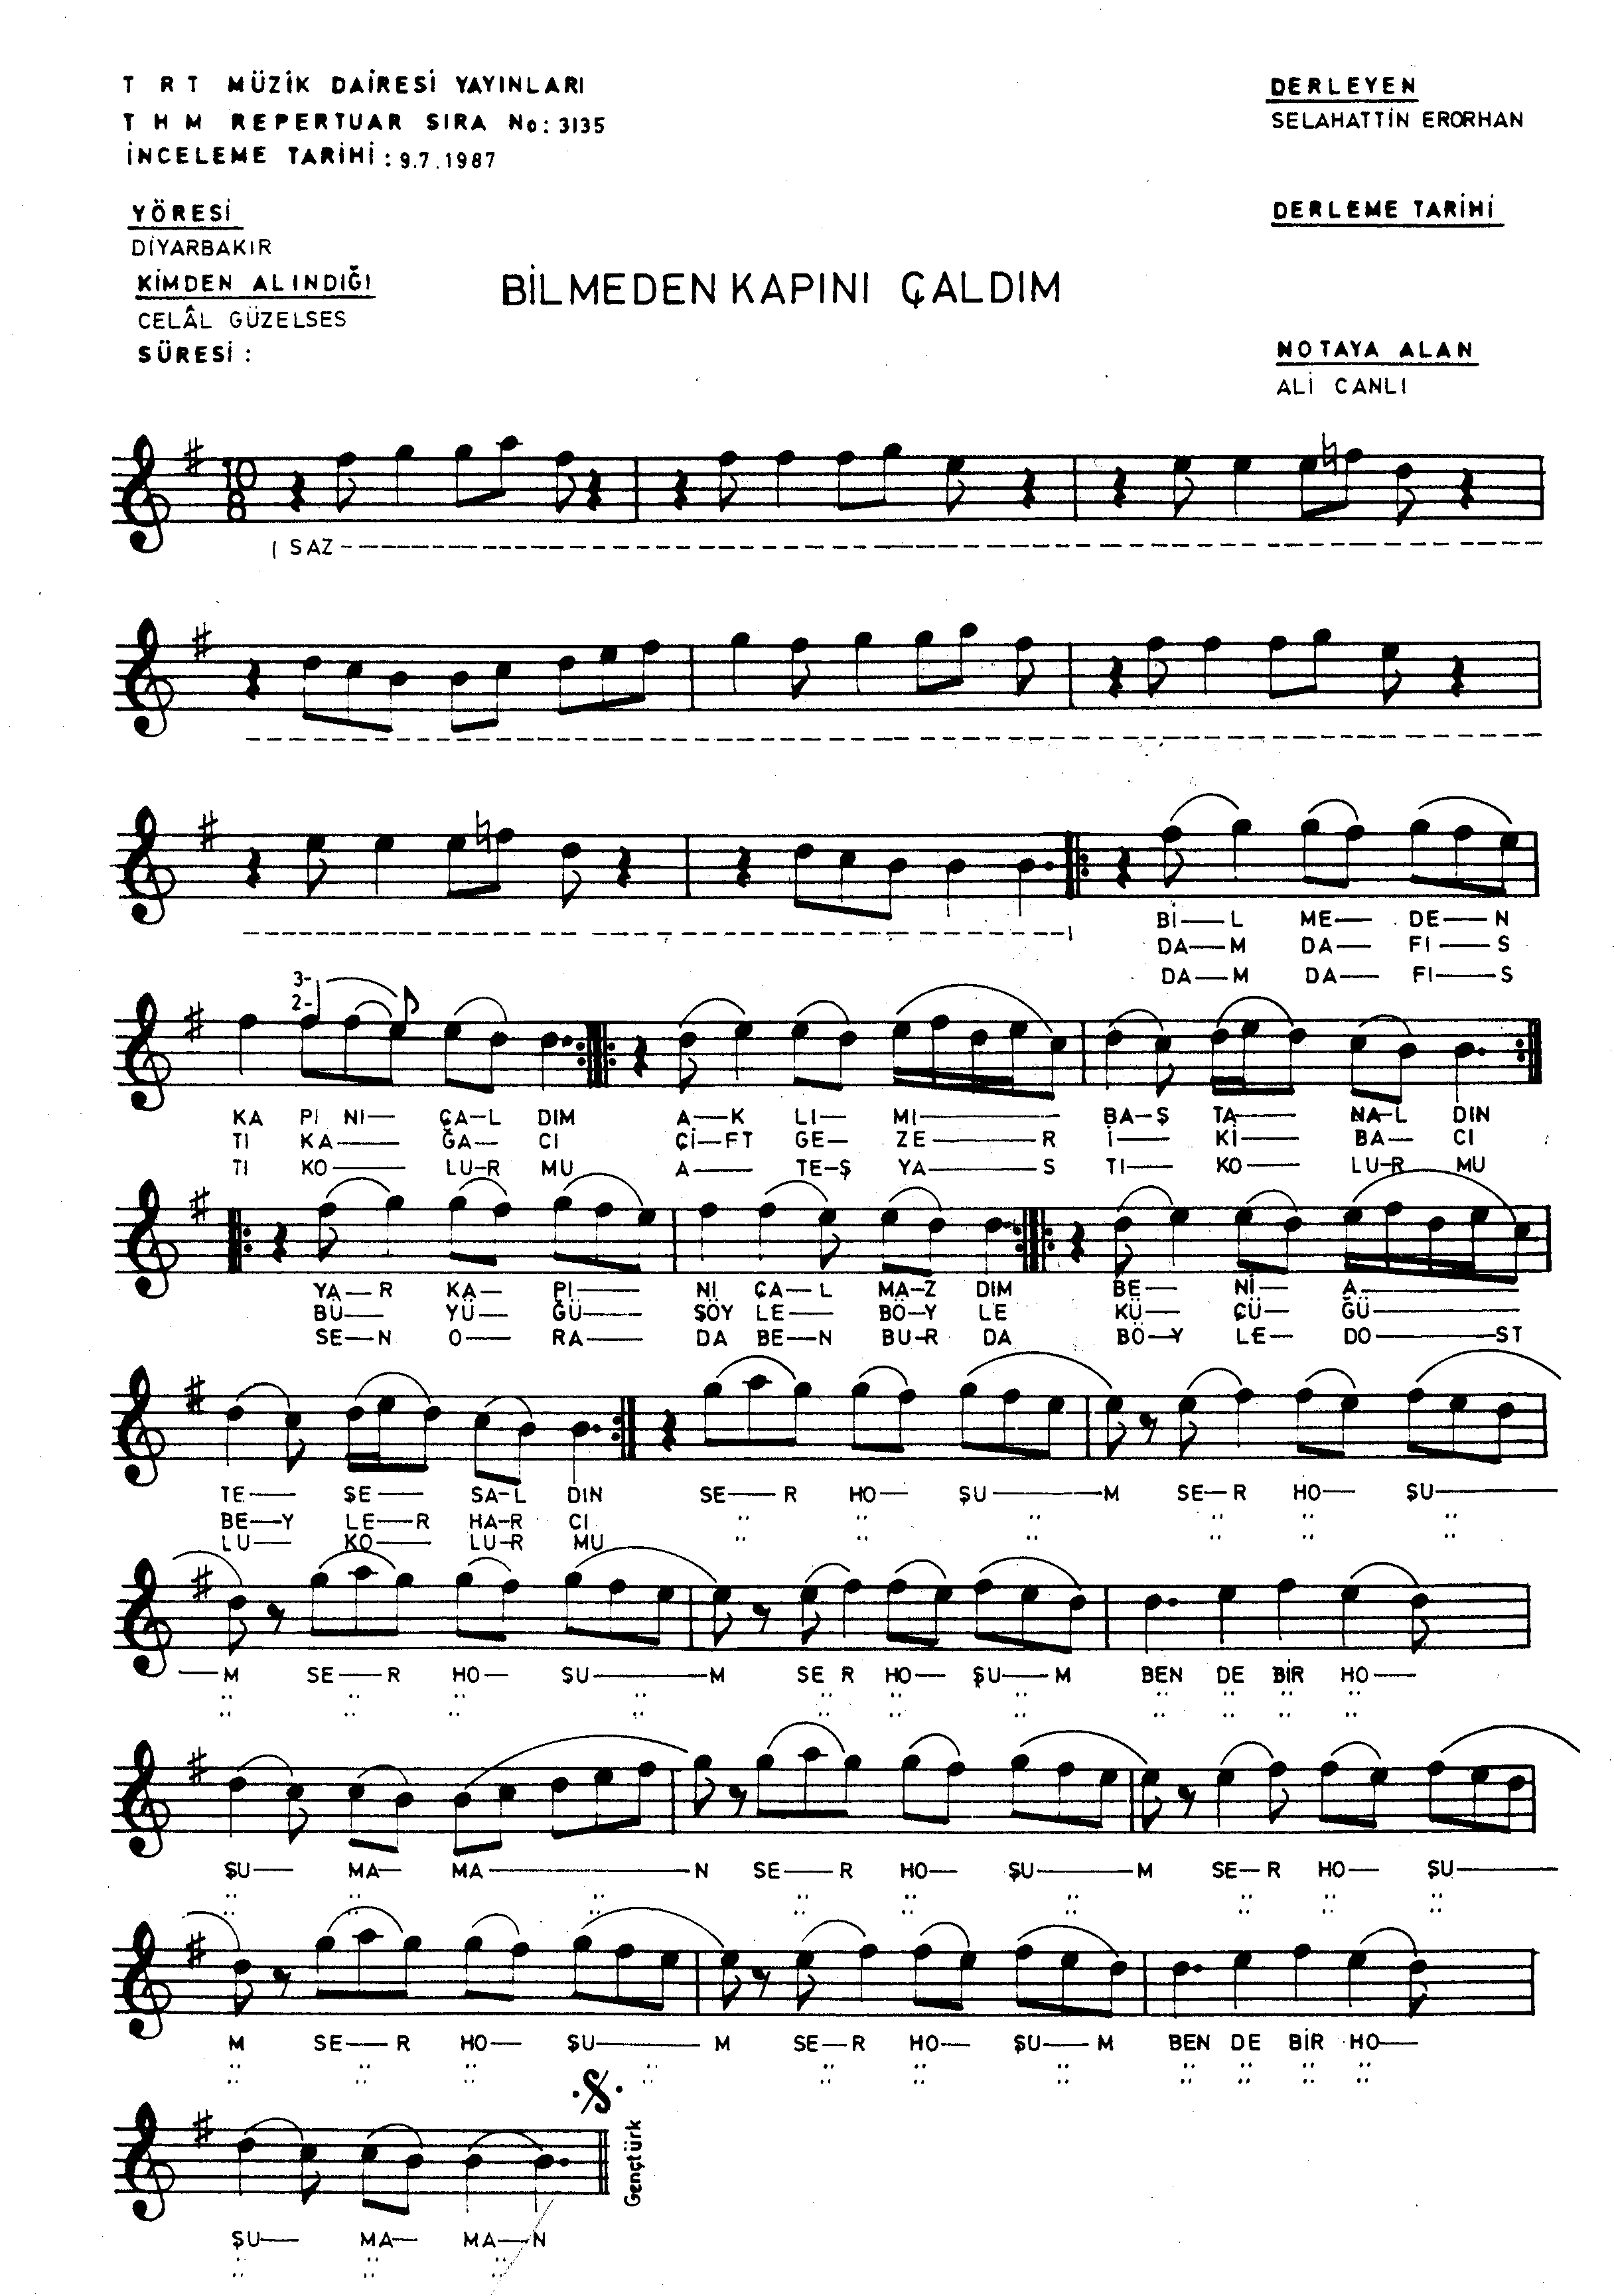 T R T MÜZİK DAİRESİ YAYINLARI
T H M REPERTUAR SIRA No: 3135
İNCELEME TARİHİ : 9.7.1987
DERLEYEN
SELAHATTİN ERORHAN
YÖRESİ
DİYARBAKIR
DERLEME TARİHİ
KİMDEN ALINDIĞI
CELÂL GÜZELSES
SÜRESİ :
BİLMEDEN KAPINI ÇALDIM
NOTAYA ALAN
ALİ CANLI
10
8
( SAZ
Bİ—L ME— DE—N
DA—M DA— FI—S
DA—M DA— FI—S
3-
2-
KA PI NI— ÇA—L DIM A—K LI— MI— BA—Ş TA— NA—L DIN
TI KA— ĞA— CI Çİ—FT GE— ZE—R İ— Kİ— BA— CI
TI KO— LU—R MU A— TE—Ş YA—S TI— KO— LU—R MU
YA—R KA— PI— NI ÇA—L MA—Z DIM BE— Nİ— A—
BÜ— YÜ— ĞÜ— ŞÖY LE— BÖ—Y LE KÜ— ÇÜ— ĞÜ—
SE—N O— RA— DA BE—N BUR DA BÖ—Y LE— DO—ST
TE— ŞE— SA—L DIN SE—R HO— ŞU—M SE—R HO— ŞU—
BE—Y LE—R HA—R CI
LU— KO— LU—R MU
—M SE—R HO— ŞU—M SE R HO— ŞU—M BEN DE BİR HO—
ŞU— MA— MA—N SE—R HO— ŞU—M SE—R HO— ŞU—
M SE—R HO— ŞU—M SE—R HO— ŞU—M BEN DE BİR HO—
ŞU— MA— MA—N
Gençtürk